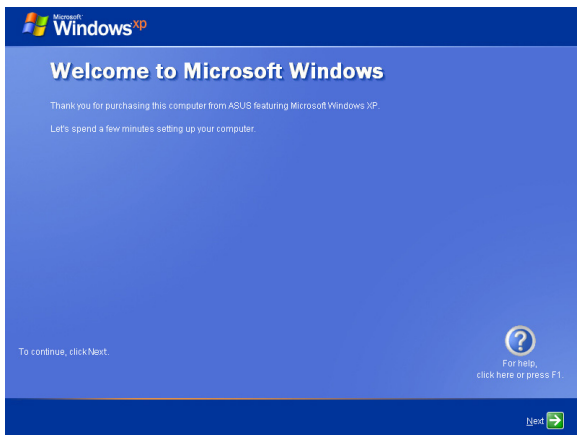 Microsoft
Windows xp
Welcome to Microsoft Windows
Thank you for purchasing this computer from ASUS featuring Microsoft Windows XP.
Let's spend a few minutes setting up your computer.
To continue, click Next.
For help,
click here or press F1.
Next